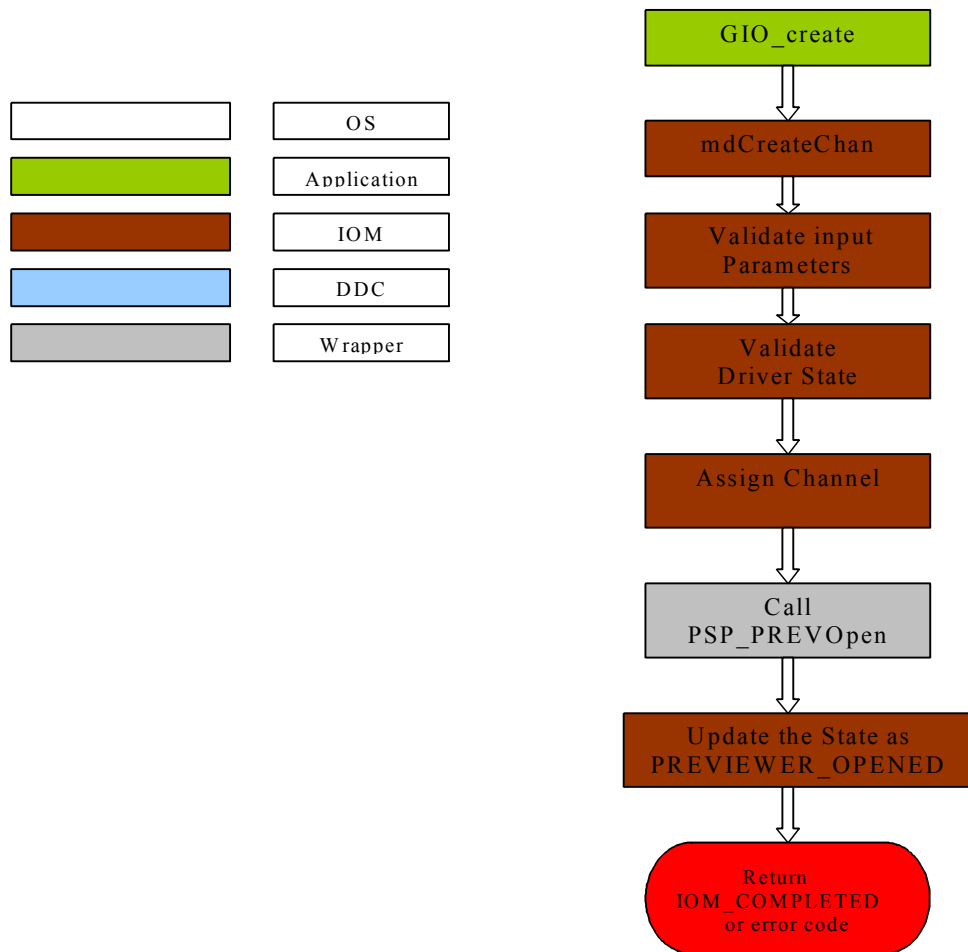 GIO_create
OS
Application
IOM
DDC
Wrapper
mdCreateChan
Validate input
Parameters
Validate
Driver State
Assign Channel
Call
PSP_PREVOpen
Update the State as
PREVIEWER_OPENED
Return
IOM_COMPLETED
or error code